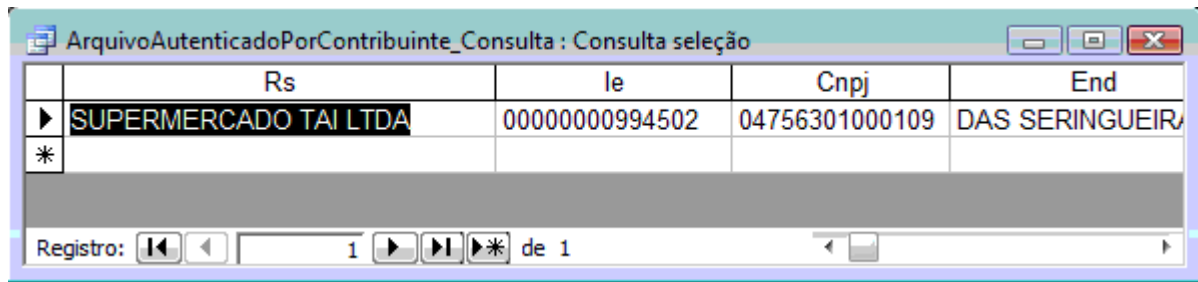 ArquivoAutenticadoPorContribuinte_Consulta : Consulta seleção
Rs Ie Cnpj End
SUPERMERCADO TAI LTDA 00000000994502 04756301000109 DAS SERINGUEIRA
Registro: 1 de 1